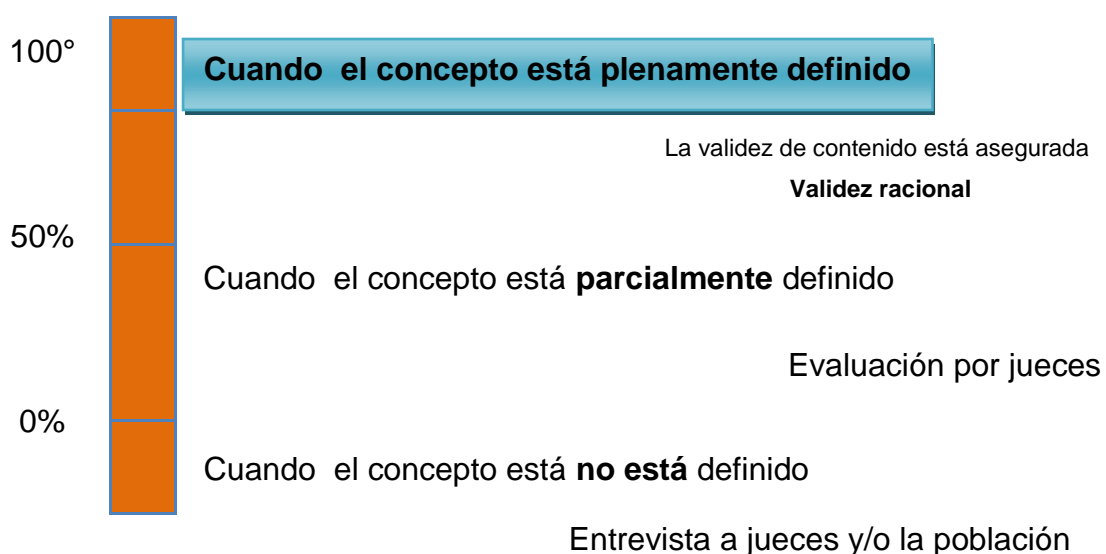 100°
Cuando el concepto está plenamente definido
La validez de contenido está asegurada
Validez racional
50%
Cuando el concepto está parcialmente definido
Evaluación por jueces
0%
Cuando el concepto está no está definido
Entrevista a jueces y/o la población